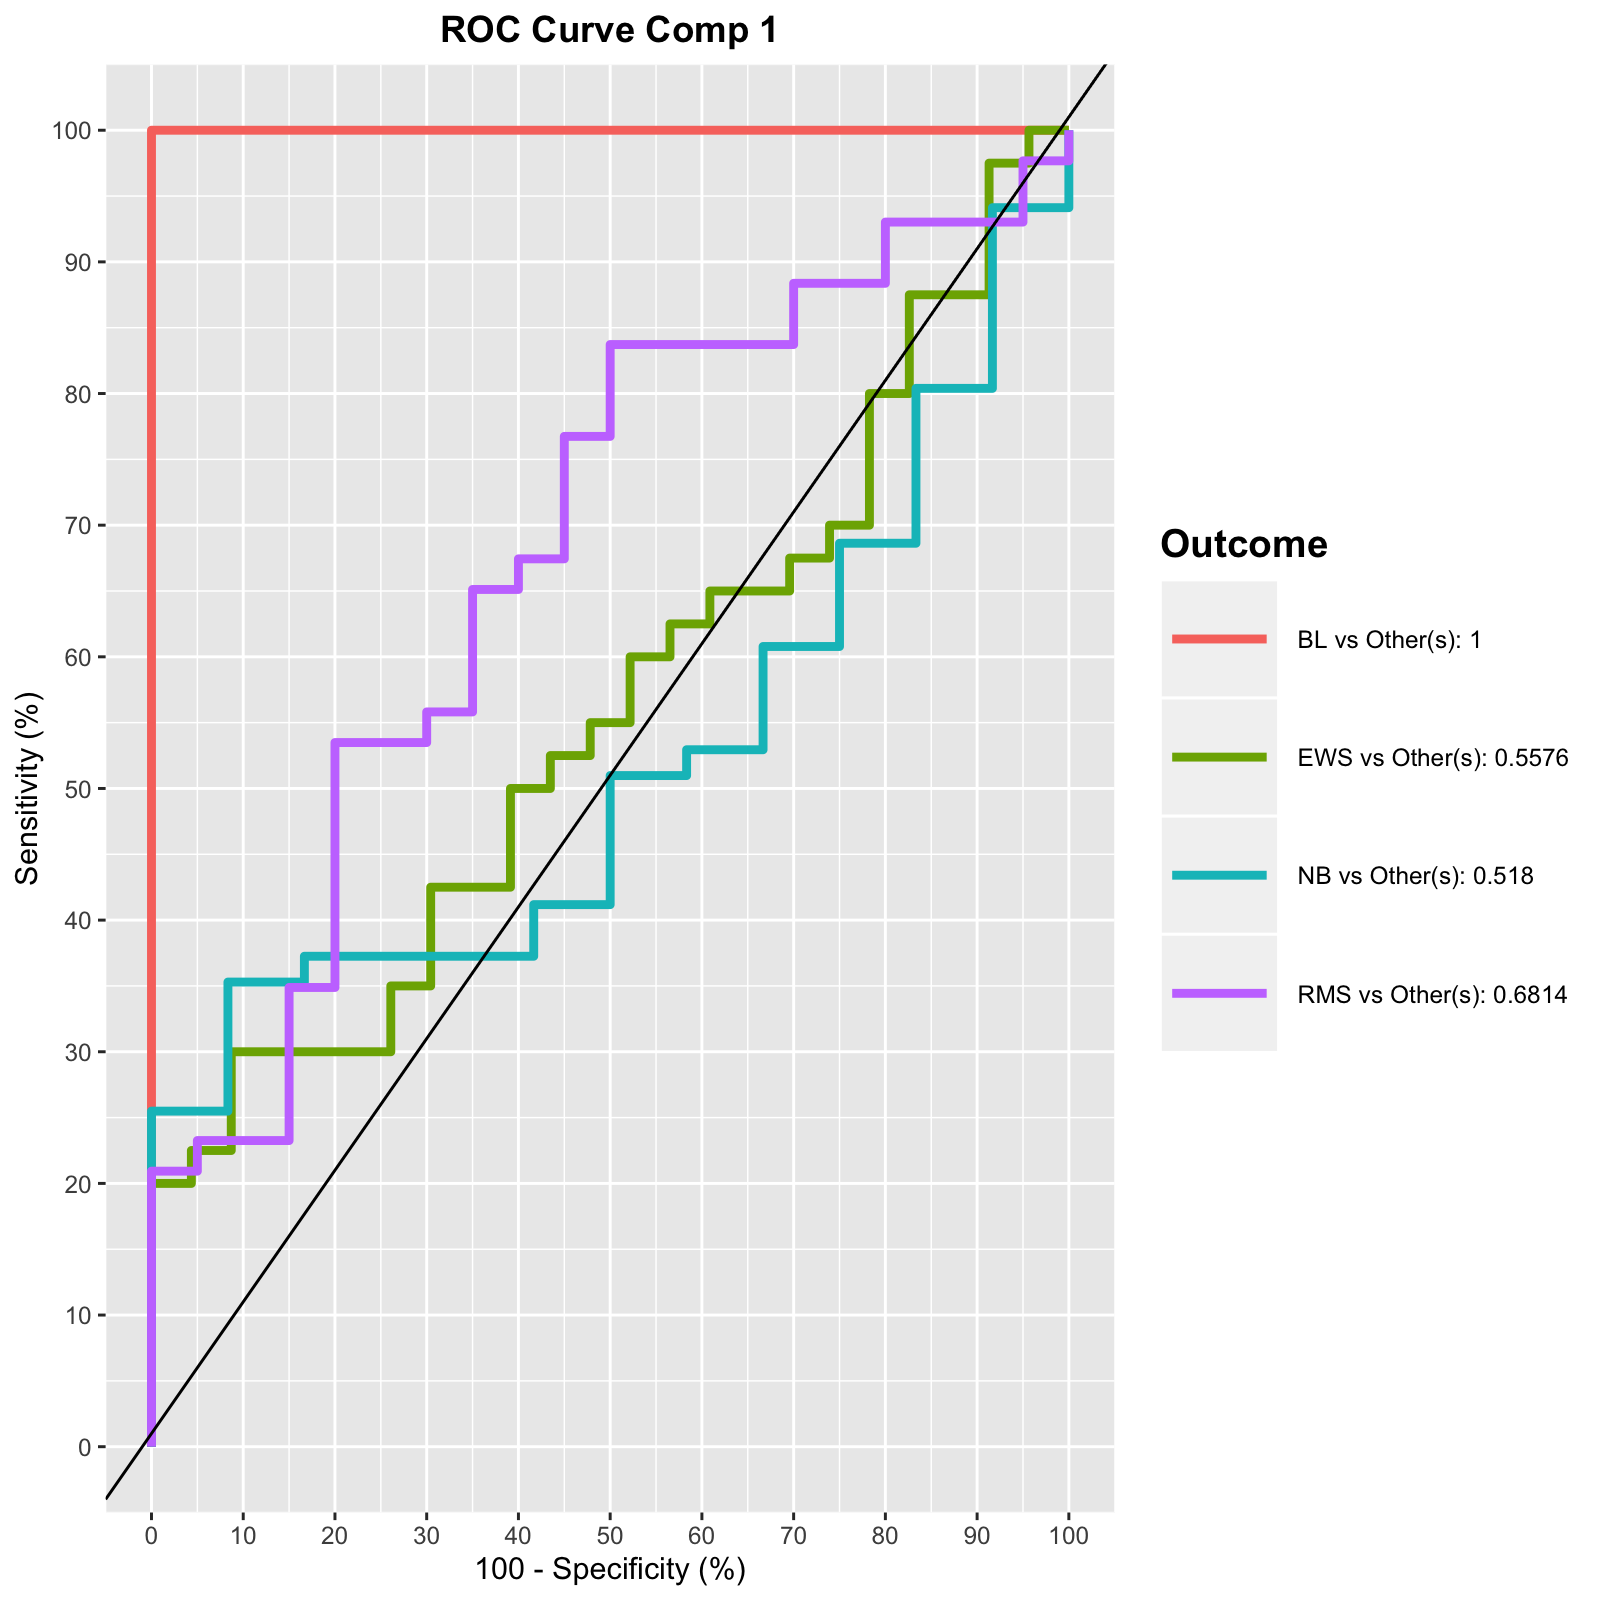 ROC Curve Comp 1
100
90
80
70
60
50
40
30
20
10
0
Sensitivity (%)
0 10 20 30 40 50 60 70 80 90 100
100 - Specificity (%)
Outcome
BL vs Other(s): 1
EWS vs Other(s): 0.5576
NB vs Other(s): 0.518
RMS vs Other(s): 0.6814